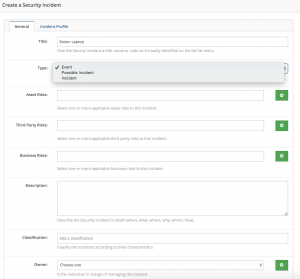 Create a Security Incident
General Incident Profile
Title: Stolen Laptop
Give the Security Incident a title, name or code so it's easily identified on the list menu
Type: ✓ Event
Possible Incident
Incident
Asset Risks:
Select one or more applicable asset risks to this incident.
Third Party Risks:
Select one or more applicable third party risks to this incident.
Business Risks:
Select one or more applicable business risks to this incident.
Description:
Describe the Security Incident in detail (when, what, where, why, whom, how)
Classification: Add a classification
Classify the incidents according to their characteristics
Owner: Choose one
Is the individual in charge of managing the incident